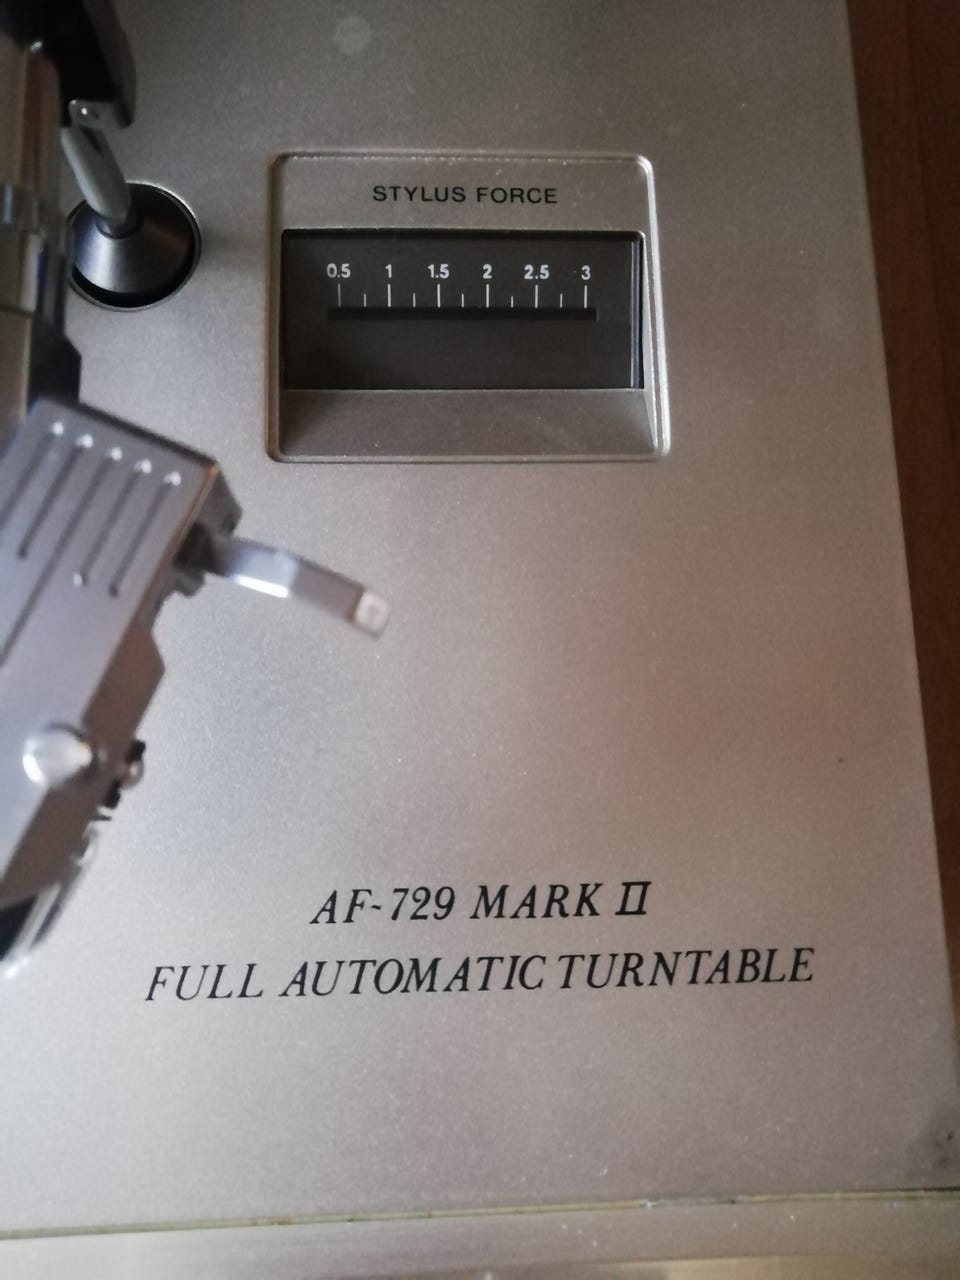 STYLUS FORCE
0.5 1 1.5 2 2.5 3
AF-729 MARK II
FULL AUTOMATIC TURNTABLE